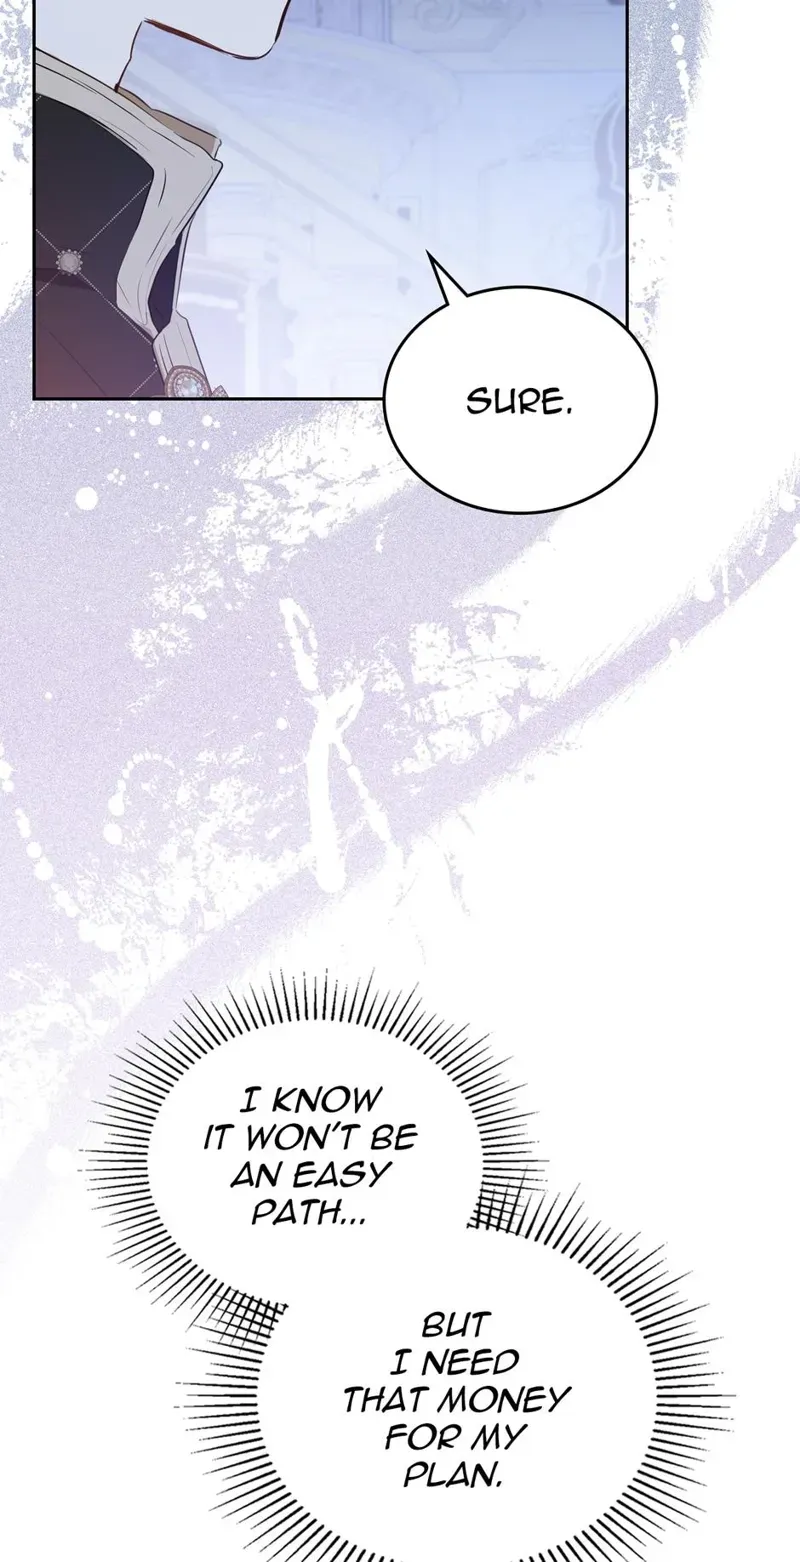 SURE.
I KNOW
IT WON'T BE
AN EASY
PATH...
BUT
I NEED
THAT MONEY
FOR MY
PLAN.